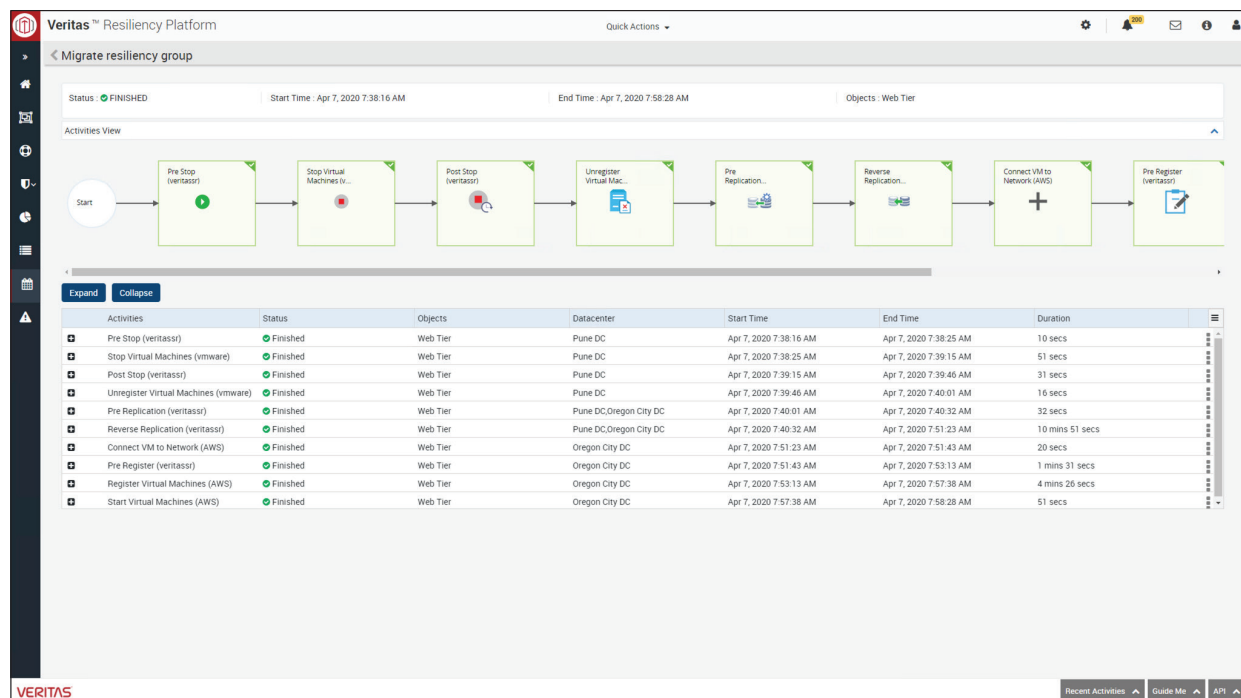 Veritas ™ Resiliency Platform
Quick Actions
200
Migrate resiliency group
Status : FINISHED
Start Time : Apr 7, 2020 7:38:16 AM
End Time : Apr 7, 2020 7:58:28 AM
Objects : Web Tier
Activities View
Start
Pre Stop
(veritassr)
Stop Virtual
Machines (v...
Post Stop
(veritassr)
Unregister
Virtual Mac...
Pre
Replication...
Reverse
Replication...
Connect VM to
Network (AWS)
Pre Register
(veritassr)
Expand Collapse
Activities Status Objects Datacenter Start Time End Time Duration
Pre Stop (veritassr) Finished Web Tier Pune DC Apr 7, 2020 7:38:16 AM Apr 7, 2020 7:38:25 AM 10 secs
Stop Virtual Machines (vmware) Finished Web Tier Pune DC Apr 7, 2020 7:38:25 AM Apr 7, 2020 7:39:15 AM 51 secs
Post Stop (veritassr) Finished Web Tier Pune DC Apr 7, 2020 7:39:15 AM Apr 7, 2020 7:39:46 AM 31 secs
Unregister Virtual Machines (vmware) Finished Web Tier Pune DC Apr 7, 2020 7:39:46 AM Apr 7, 2020 7:40:01 AM 16 secs
Pre Replication (veritassr) Finished Web Tier Pune DC,Oregon City DC Apr 7, 2020 7:40:01 AM Apr 7, 2020 7:40:32 AM 32 secs
Reverse Replication (veritassr) Finished Web Tier Pune DC,Oregon City DC Apr 7, 2020 7:40:32 AM Apr 7, 2020 7:51:23 AM 10 mins 51 secs
Connect VM to Network (AWS) Finished Web Tier Oregon City DC Apr 7, 2020 7:51:23 AM Apr 7, 2020 7:51:43 AM 20 secs
Pre Register (veritassr) Finished Web Tier Oregon City DC Apr 7, 2020 7:51:43 AM Apr 7, 2020 7:53:13 AM 1 mins 31 secs
Register Virtual Machines (AWS) Finished Web Tier Oregon City DC Apr 7, 2020 7:53:13 AM Apr 7, 2020 7:57:38 AM 4 mins 26 secs
Start Virtual Machines (AWS) Finished Web Tier Oregon City DC Apr 7, 2020 7:57:38 AM Apr 7, 2020 7:58:28 AM 51 secs
VERITAS
Recent Activities Guide Me API